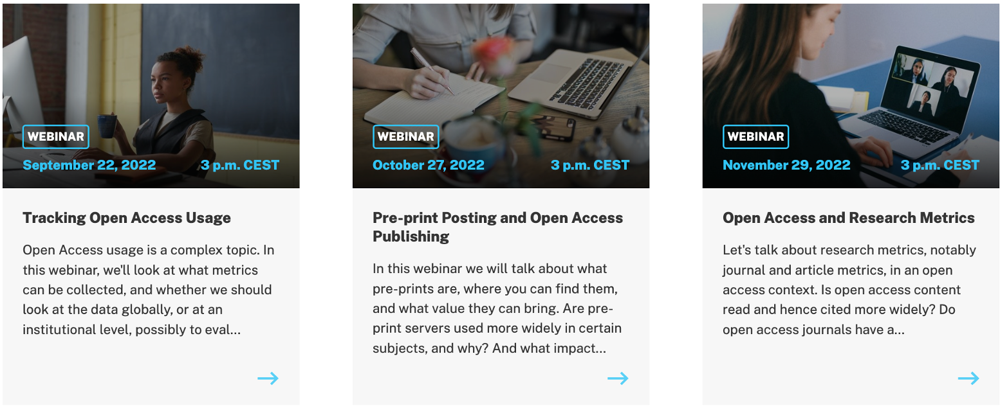 WEBINAR
September 22, 2022 3 p.m. CEST
Tracking Open Access Usage
Open Access usage is a complex topic. In
this webinar, we'll look at what metrics
can be collected, and whether we should
look at the data globally, or at an
institutional level, possibly to eval...
WEBINAR
October 27, 2022 3 p.m. CEST
Pre-print Posting and Open Access
Publishing
In this webinar we will talk about what
pre-prints are, where you can find them,
and what value they can bring. Are pre-
print servers used more widely in certain
subjects, and why? And what impact...
WEBINAR
November 29, 2022 3 p.m. CEST
Open Access and Research Metrics
Let's talk about research metrics, notably
journal and article metrics, in an open
access context. Is open access content
read and hence cited more widely? Do
open access journals have a...